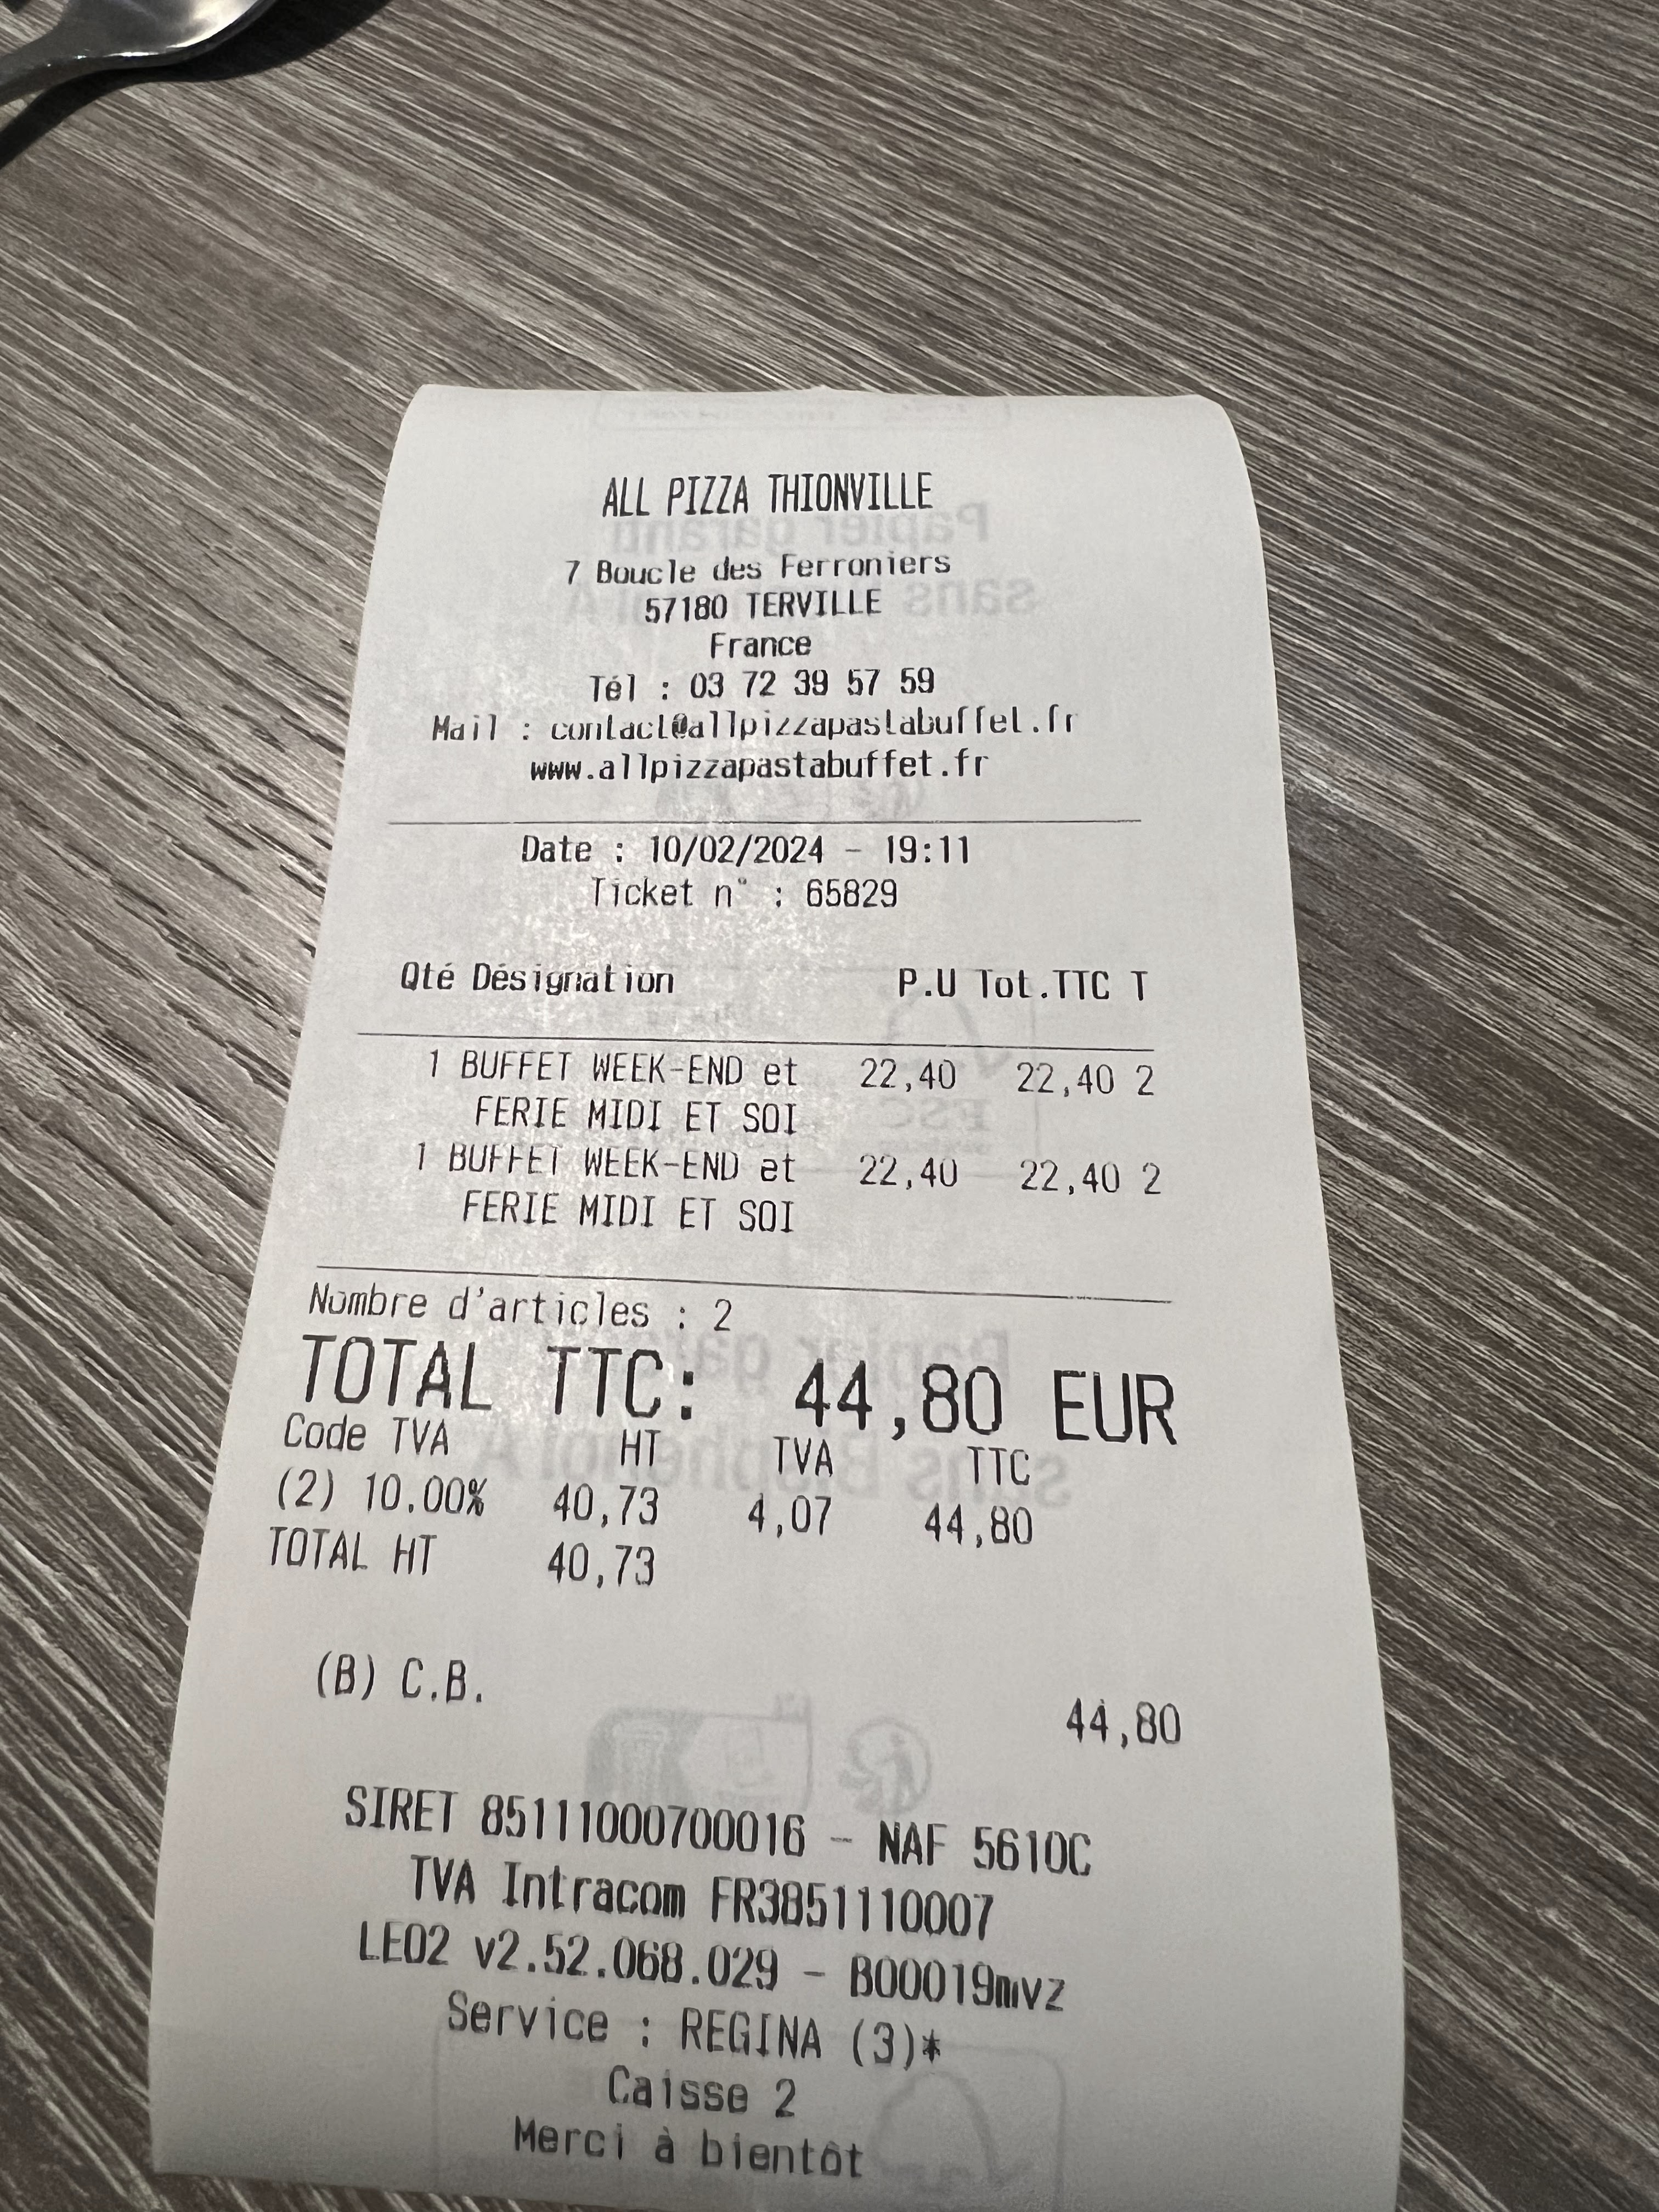 ALL PIZZA THIONVILLE
7 Boucle des Ferroniers
57180 TERVILLE
France
Tél : 03 72 39 57 59
Mail : contact@allpizzapastabuffet.fr
www.allpizzapastabuffet.fr
Date : 10/02/2024 - 19:11
Ticket n° : 65829
Qté Désignation P.U Tot.TTC T
1 BUFFET WEEK-END et 22,40 22,40 2
FERIE MIDI ET SOI
1 BUFFET WEEK-END et 22,40 22,40 2
FERIE MIDI ET SOI
Nombre d'articles : 2
TOTAL TTC: 44,80 EUR
Code TVA HT TVA TTC
(2) 10.00% 40,73 4,07 44,80
TOTAL HT 40,73
(B) C.B. 44,80
SIRET 85111000700016 - NAF 5610C
TVA Intracom FR3851110007
LEO2 v2.52.068.029 - B00019mvz
Service : REGINA (3)*
Caisse 2
Merci à bientôt